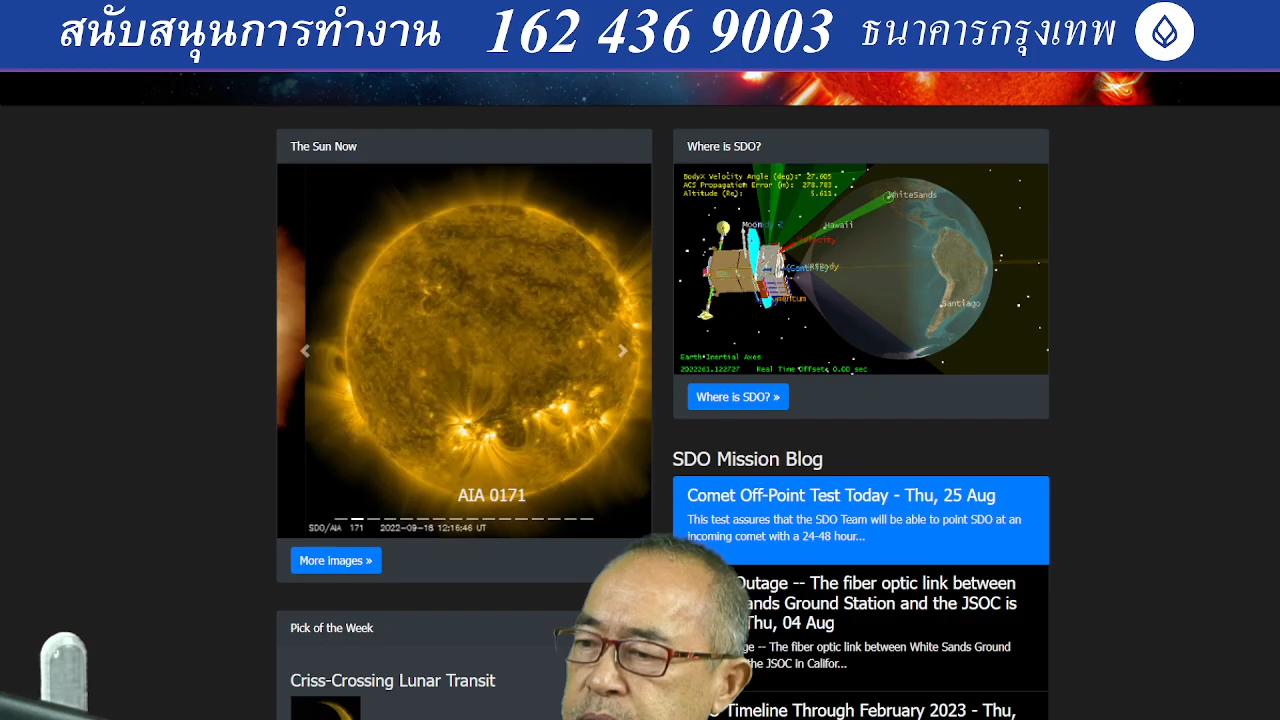 สนับสนุนการทำงาน 162 436 9003 ธนาคารกรุงเทพ
The Sun Now
AIA 0171
SDO/AIA 171 2022-09-18 12:16:46 UT
More images »
Pick of the Week
Criss-Crossing Lunar Transit
Where is SDO?
BodyX Velocity Angle (deg): 27.605
ACS Propagation Error (m): 278.783
Altitude (Re): 5.611
WhiteSands
Moon
Hawaii
Santiago
Earth Inertial Axes
2022261.122727 Real Time Offset: 0.00 sec
Where is SDO? »
SDO Mission Blog
Comet Off-Point Test Today - Thu, 25 Aug
This test assures that the SDO Team will be able to point SDO at an
incoming comet with a 24-48 hour...
Outage -- The fiber optic link between
Ground Station and the JSOC is
Thu, 04 Aug
-- The fiber optic link between White Sands Ground
the JSOC in Califor...
Timeline Through February 2023 - Thu,